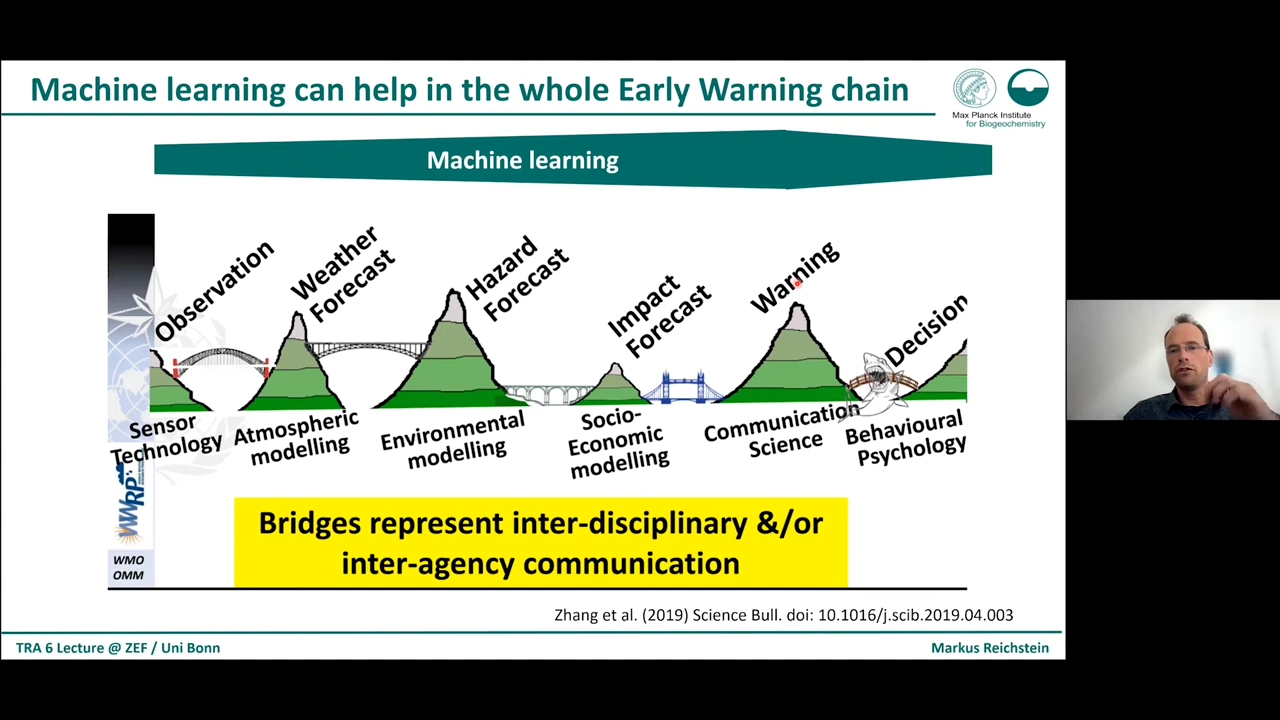 Machine learning can help in the whole Early Warning chain
Max Planck Institute
for Biogeochemistry
Machine learning
Observation
Weather
Forecast
Hazard
Forecast
Impact
Forecast
Warning
Decision
Sensor
Technology
Atmospheric
modelling
Environmental
modelling
Socio-
Economic
modelling
Communication
Science
Behavioural
Psychology
WWRP
WMO
OMM
Bridges represent inter-disciplinary &/or
inter-agency communication
Zhang et al. (2019) Science Bull. doi: 10.1016/j.scib.2019.04.003
TRA 6 Lecture @ ZEF / Uni Bonn
Markus Reichstein